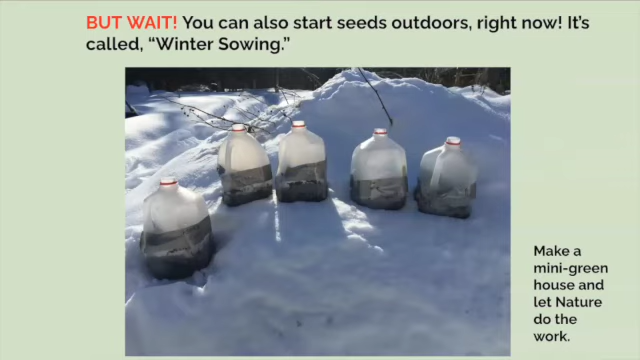 BUT WAIT! You can also start seeds outdoors, right now! It's
called, “Winter Sowing.”
Make a
mini-green
house and
let Nature
do the
work.